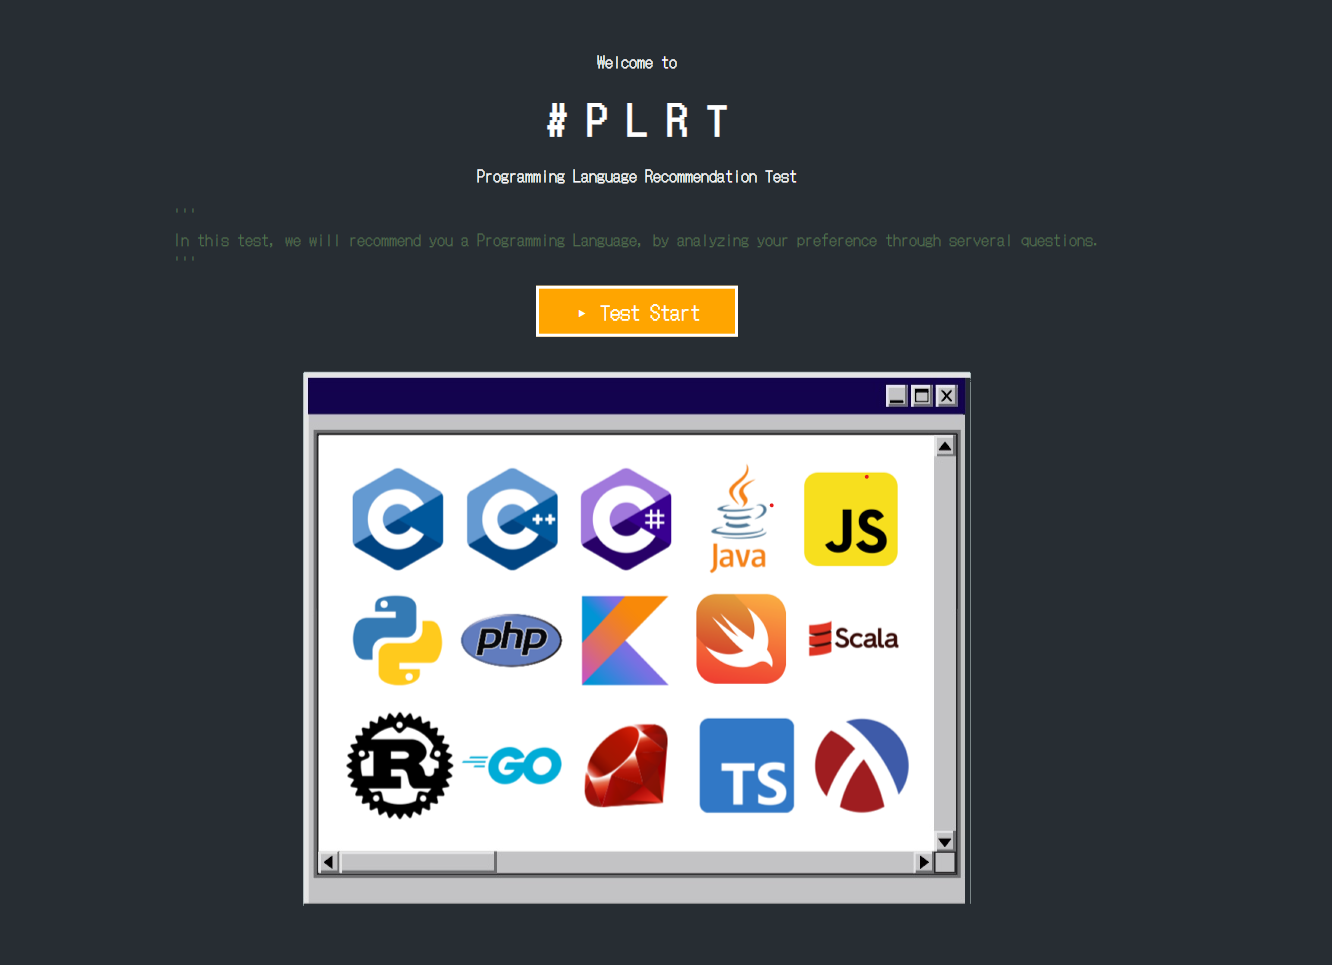 Welcome to
#PLRT
Programming Language Recommendation Test
'''
In this test, we will recommend you a Programming Language, by analyzing your preference through serveral questions.
'''
▶ Test Start
C C++ C# Java JS
php Scala
R GO TS